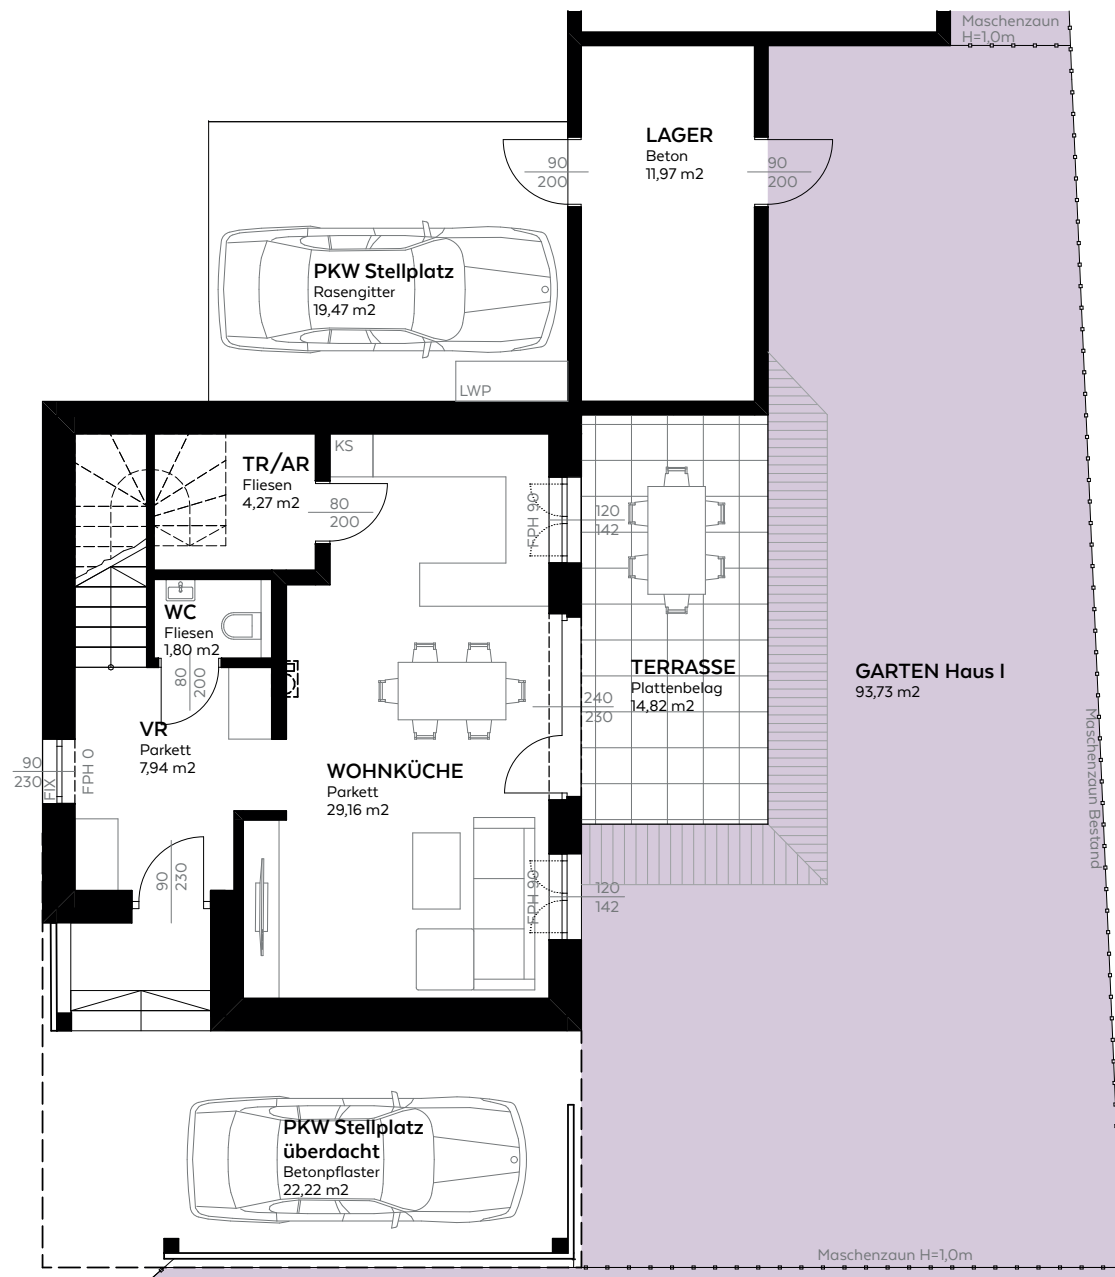 Maschenzaun
H=1,0m
LAGER
Beton
11,97 m2
90
200
90
200
PKW Stellplatz
Rasengitter
19,47 m2
LWP
KS
TR/AR
Fliesen
4,27 m2
80
200
FPH 90
120
142
WC
Fliesen
1,80 m2
80
200
TERRASSE
Plattenbelag
14,82 m2
240
230
GARTEN Haus I
93,73 m2
Maschenzaun Bestand
VR
Parkett
7,94 m2
90
230
FIX
FPH 0
WOHNKÜCHE
Parkett
29,16 m2
90
230
FPH 90
120
142
PKW Stellplatz
überdacht
Betonpflaster
22,22 m2
Maschenzaun H=1,0m